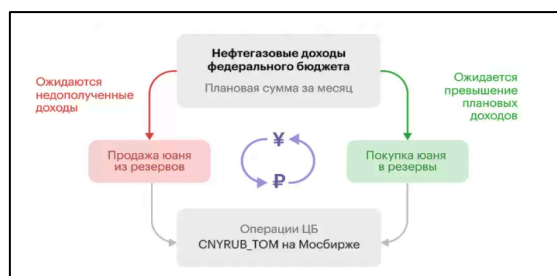 Нефтегазовые доходы
федерального бюджета
Плановая сумма за месяц
Ожидаются
недополученные
доходы
Ожидается
превышение
плановых
доходов
Продажа юаня
из резервов
¥
₽
Покупка юаня
в резервы
Операции ЦБ
CNYRUB_TOM на Мосбирже